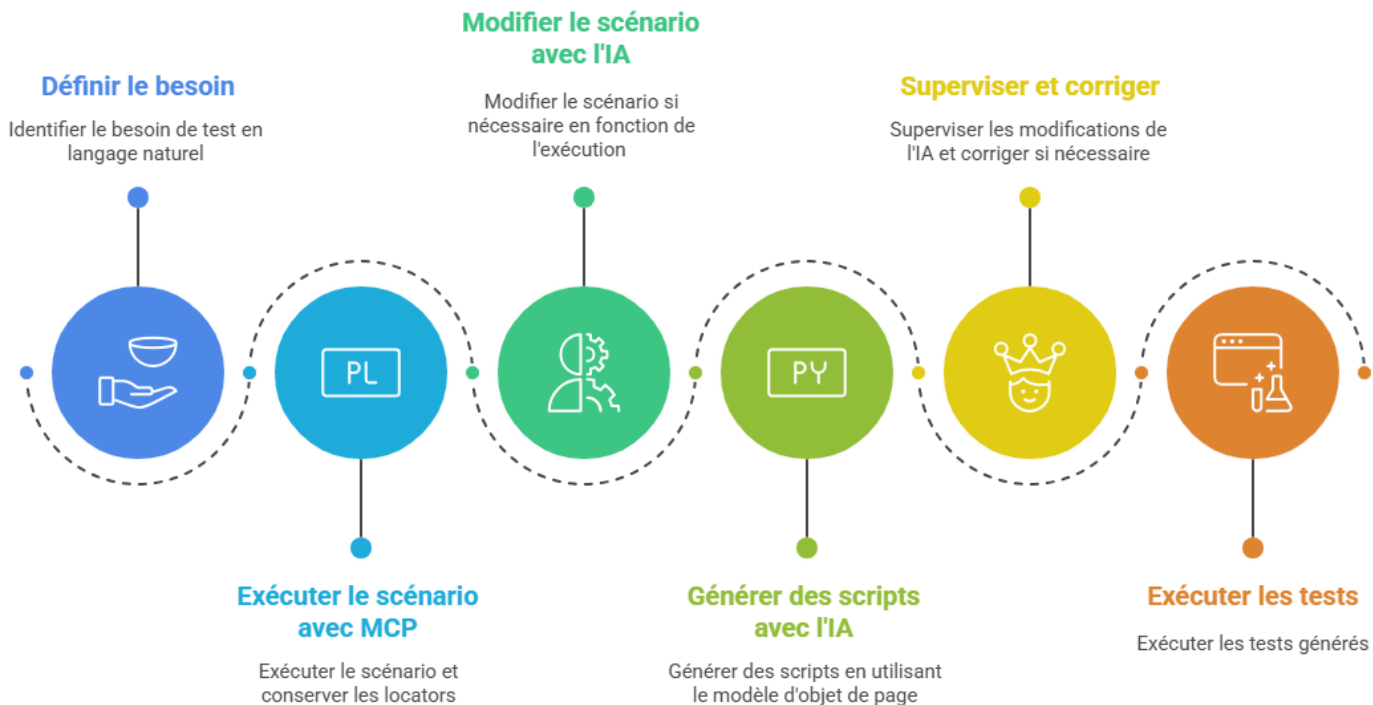 Définir le besoin
Identifier le besoin de test en
langage naturel
PL
Exécuter le scénario
avec MCP
Exécuter le scénario et
conserver les locators
Modifier le scénario
avec l'IA
Modifier le scénario si
nécessaire en fonction de
l'exécution
PY
Générer des scripts
avec l'IA
Générer des scripts en utilisant
le modèle d'objet de page
Superviser et corriger
Superviser les modifications de
l'IA et corriger si nécessaire
Exécuter les tests
Exécuter les tests générés